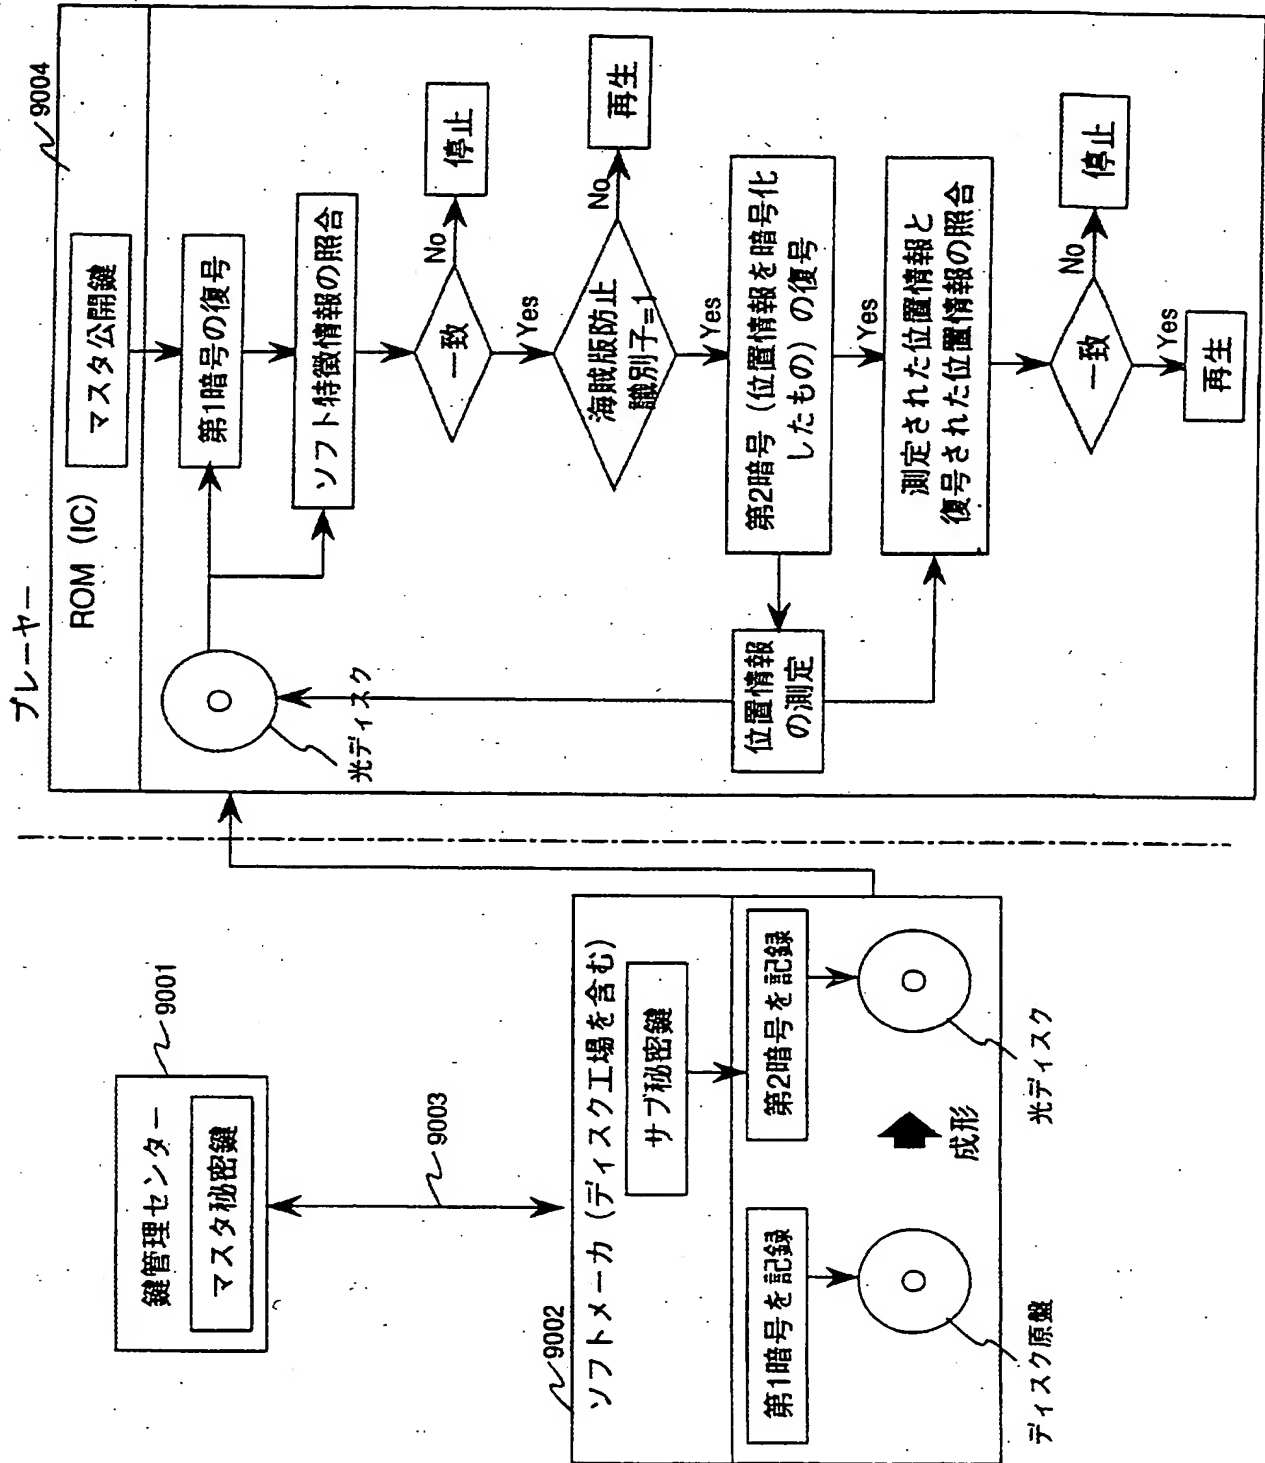 鍵管理センター
9001
マスタ秘密鍵
9003
9002
ソフトメーカ (ディスク工場を含む)
サブ秘密鍵
第1暗号を記録
第2暗号を記録
成形
ディスク原盤
光ディスク
プレーヤー
9004
ROM (IC)
マスタ公開鍵
光ディスク
第1暗号の復号
ソフト特徴情報の照合
一致
No
停止
Yes
海賊版防止
識別子=1
No
再生
Yes
第2暗号 (位置情報を暗号化
したもの) の復号
位置情報
の測定
Yes
測定された位置情報と
復号された位置情報の照合
一致
No
停止
Yes
再生